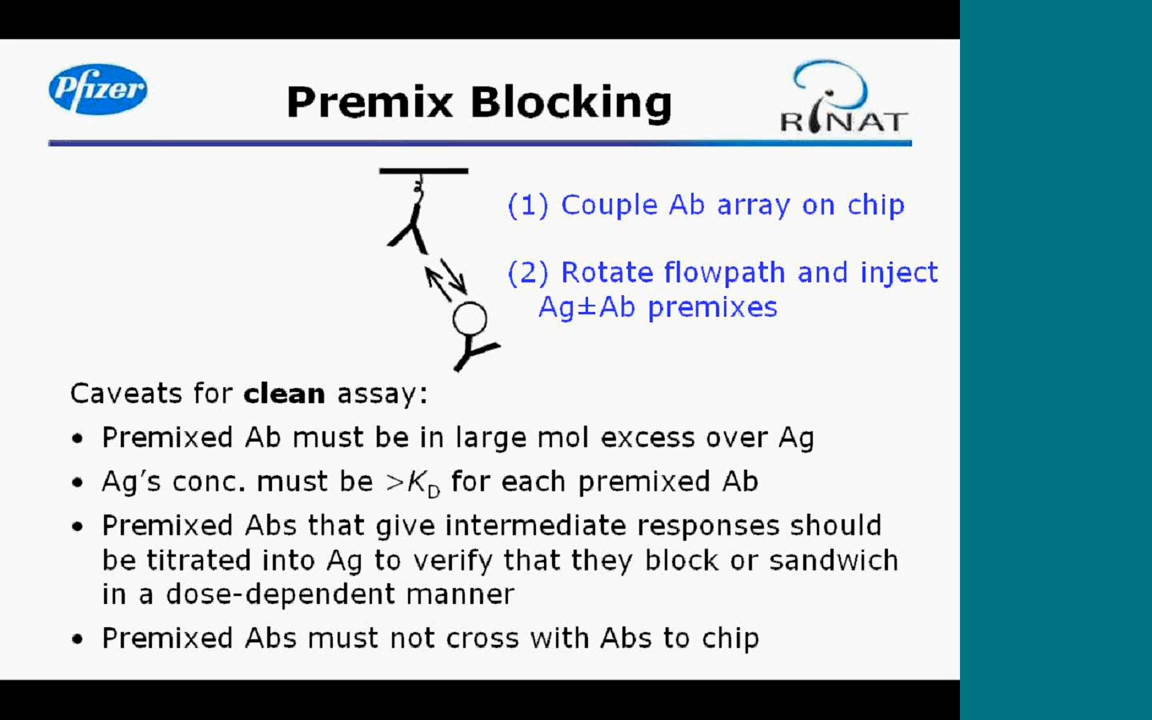 Pfizer
Premix Blocking
RINAT
(1) Couple Ab array on chip
(2) Rotate flowpath and inject
Ag±Ab premixes
Caveats for clean assay:
• Premixed Ab must be in large mol excess over Ag
• Ag's conc. must be >KD for each premixed Ab
• Premixed Abs that give intermediate responses should
be titrated into Ag to verify that they block or sandwich
in a dose-dependent manner
• Premixed Abs must not cross with Abs to chip